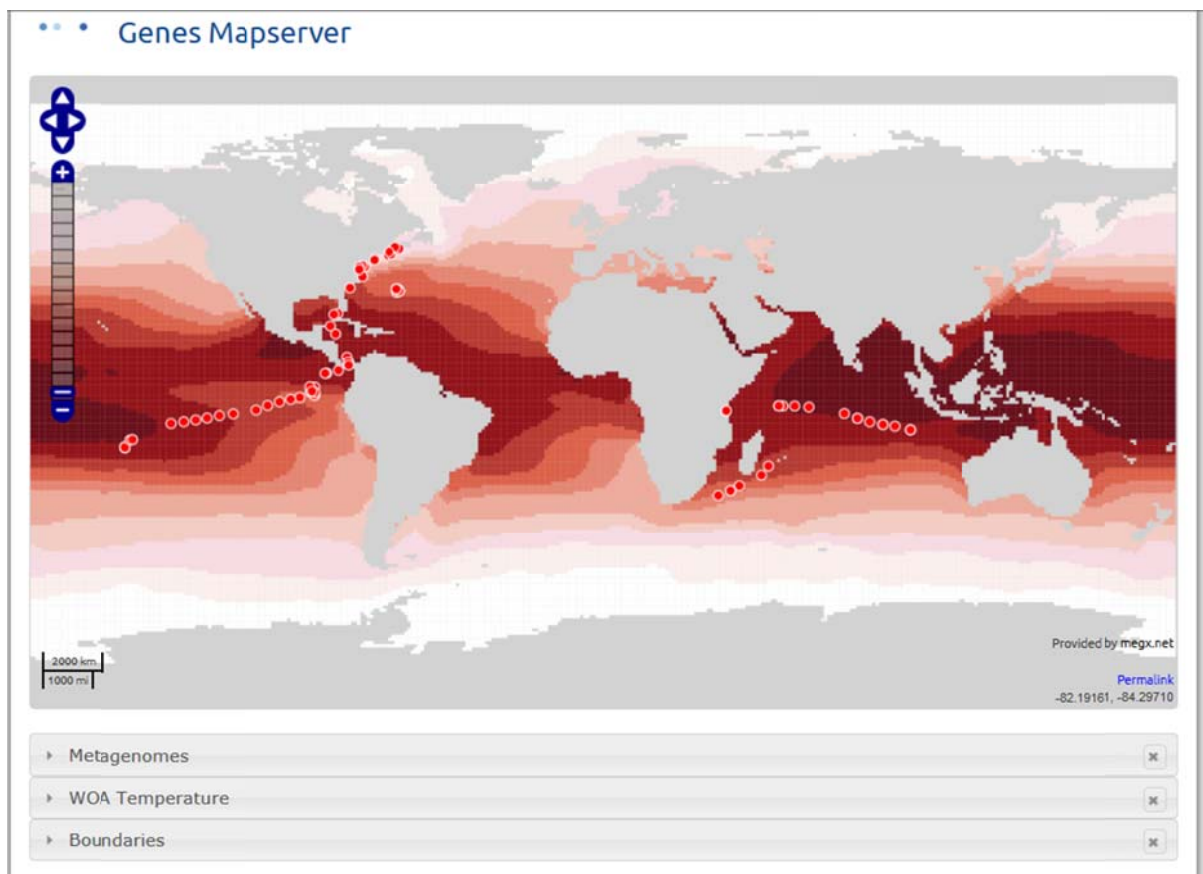 Genes Mapserver
Provided by megx.net
2000 km
1000 mi
Permalink
-82.19161, -84.29710
Metagenomes
WOA Temperature
Boundaries